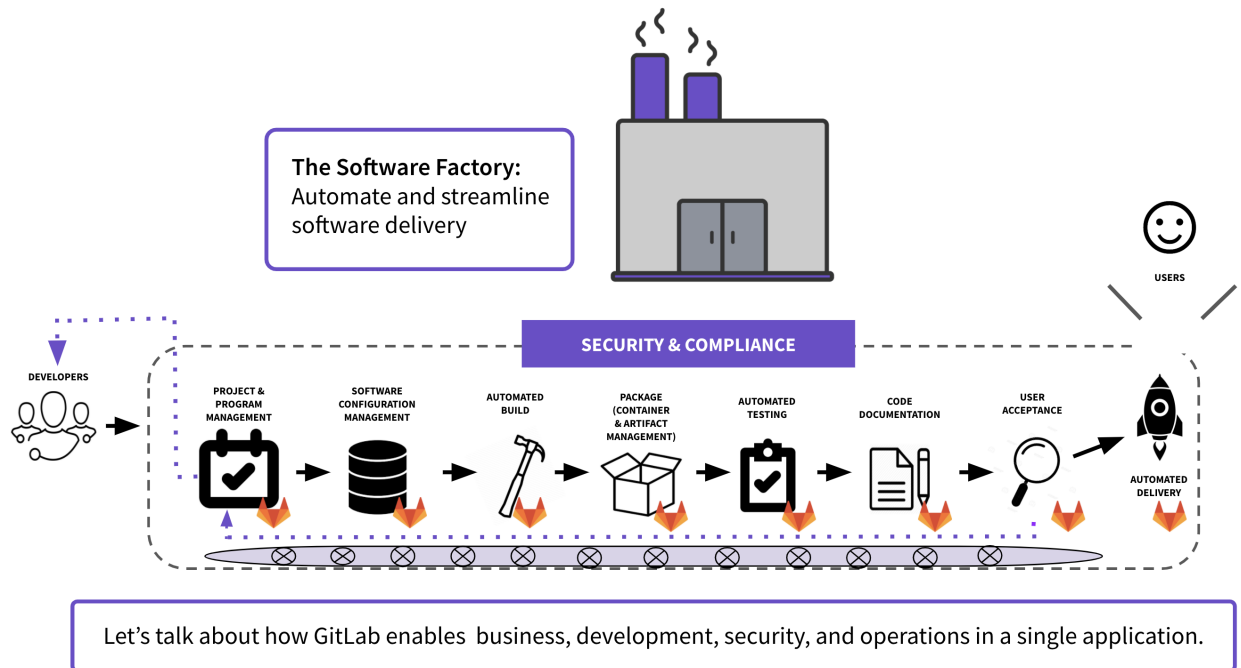 The Software Factory:
Automate and streamline
software delivery
USERS
SECURITY & COMPLIANCE
DEVELOPERS
PROJECT &
PROGRAM
MANAGEMENT
SOFTWARE
CONFIGURATION
MANAGEMENT
AUTOMATED
BUILD
PACKAGE
(CONTAINER
& ARTIFACT
MANAGEMENT)
AUTOMATED
TESTING
CODE
DOCUMENTATION
USER
ACCEPTANCE
AUTOMATED
DELIVERY
Let’s talk about how GitLab enables  business, development, security, and operations in a single application.